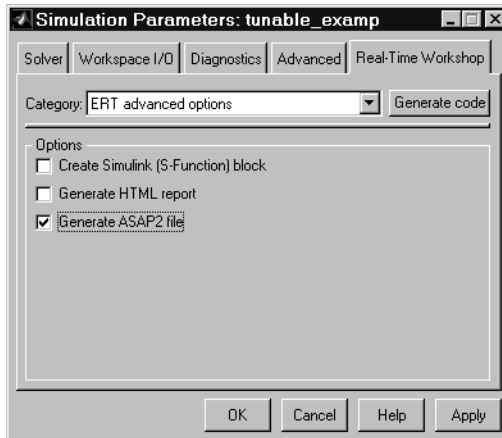 Simulation Parameters: tunable_examp
Solver Workspace I/O Diagnostics Advanced Real-Time Workshop
Category: ERT advanced options Generate code
Options
Create Simulink (S-Function) block
Generate HTML report
Generate ASAP2 file
OK Cancel Help Apply